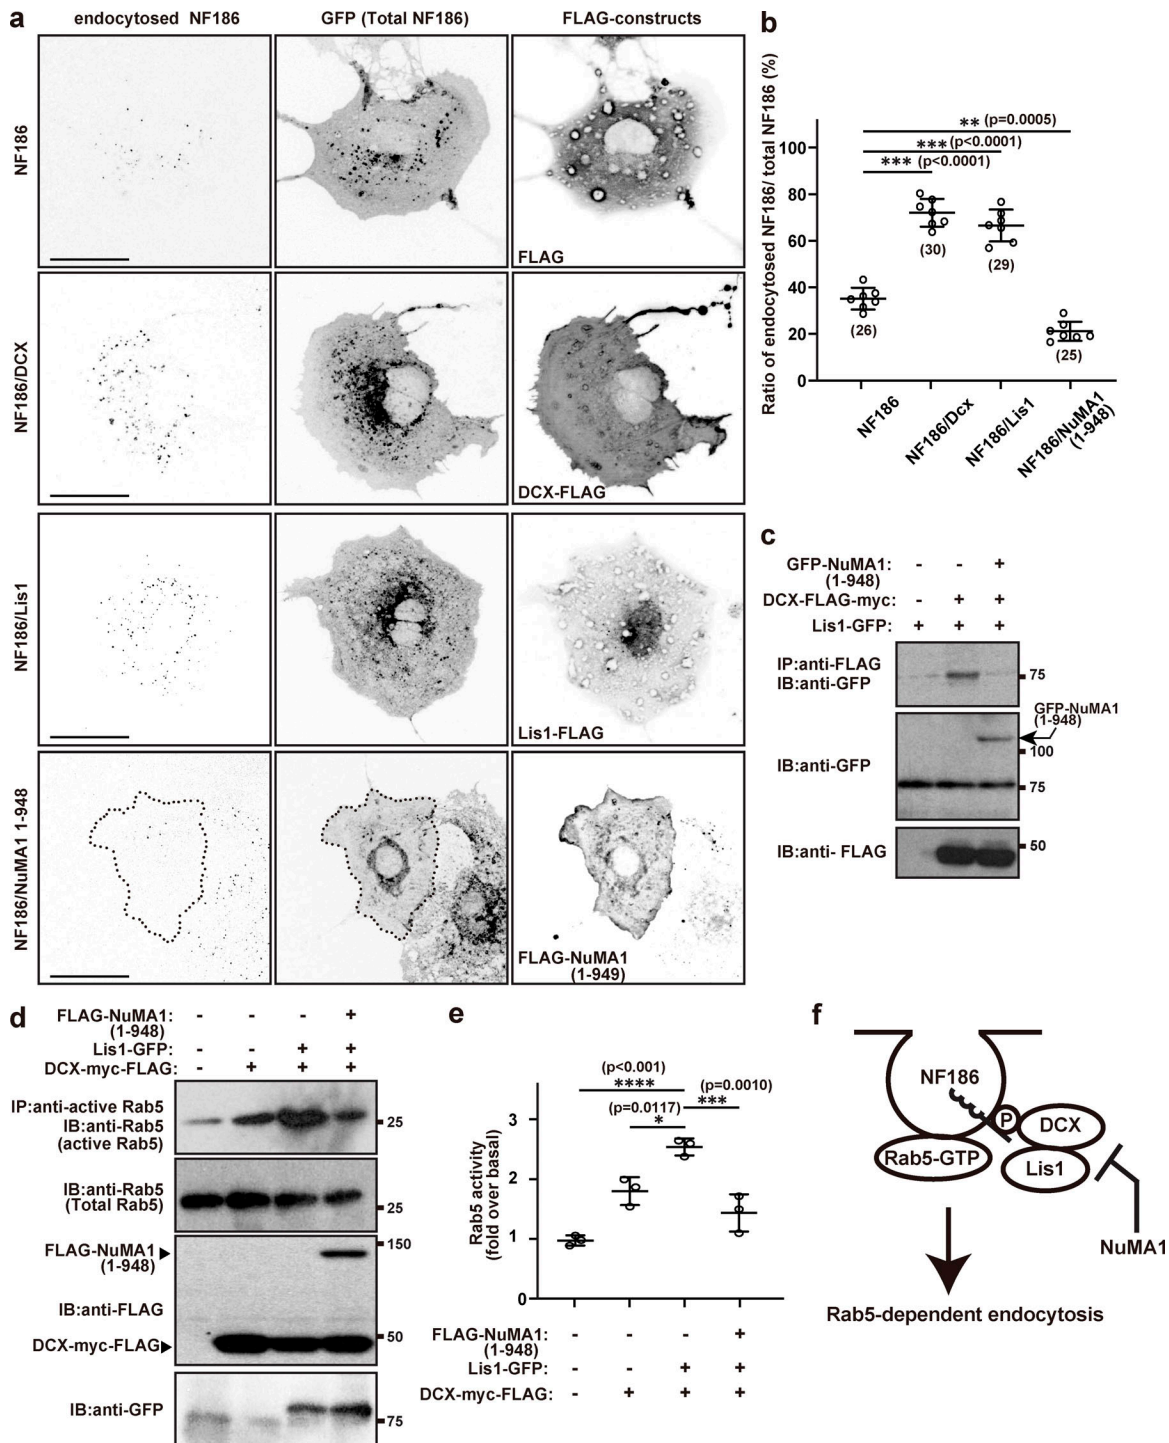 a
endocytosed NF186
GFP (Total NF186)
FLAG-constructs
NF186
FLAG
NF186/DCX
DCX-FLAG
NF186/Lis1
Lis1-FLAG
NF186/NuMA1 1-948
FLAG-NuMA1
(1-949)
b
Ratio of endocytosed NF186/ total NF186 (%)
100
80
60
40
20
0
** (p=0.0005)
*** (p<0.0001)
*** (p<0.0001)
(26)
(30)
(29)
(25)
NF186
NF186/Dcx
NF186/Lis1
NF186/NuMA1
(1-948)
c
GFP-NuMA1: - - +
(1-948)
DCX-FLAG-myc: - + +
Lis1-GFP: + + +
IP:anti-FLAG
IB:anti-GFP
75
GFP-NuMA1
(1-948)
IB:anti-GFP
100
75
IB:anti- FLAG
50
d
FLAG-NuMA1: - - - +
(1-948)
Lis1-GFP: - - + +
DCX-myc-FLAG: - + + +
IP:anti-active Rab5
IB:anti-Rab5
(active Rab5)
25
IB:anti-Rab5
(Total Rab5)
25
150
FLAG-NuMA1
(1-948)
IB:anti-FLAG
50
DCX-myc-FLAG
IB:anti-GFP
75
e
Rab5 activity
(fold over basal)
3
2
1
0
(p<0.001)
****
(p=0.0010)
***
(p=0.0117)
*
FLAG-NuMA1: - - - +
(1-948)
Lis1-GFP: - - + +
DCX-myc-FLAG: - + + +
f
NF186
P
DCX
Rab5-GTP
Lis1
NuMA1
Rab5-dependent endocytosis